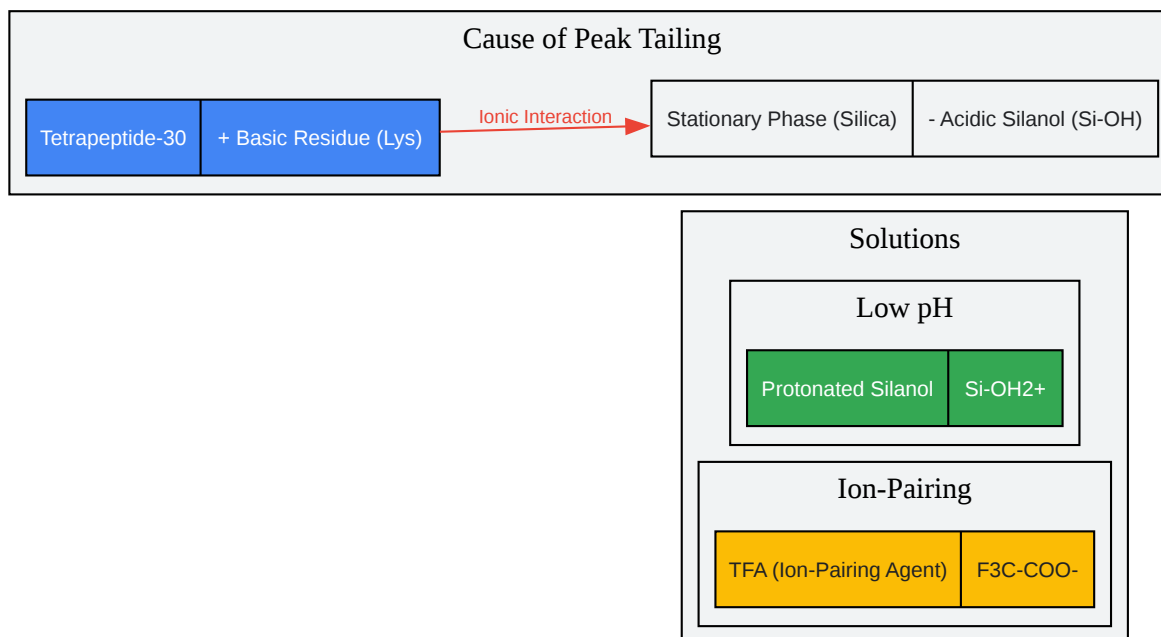 Cause of Peak Tailing
Tetrapeptide-30
+ Basic Residue (Lys)
Ionic Interaction
Stationary Phase (Silica)
- Acidic Silanol (Si-OH)
Solutions
Low pH
Protonated Silanol
Si-OH2+
Ion-Pairing
TFA (Ion-Pairing Agent)
F3C-COO-